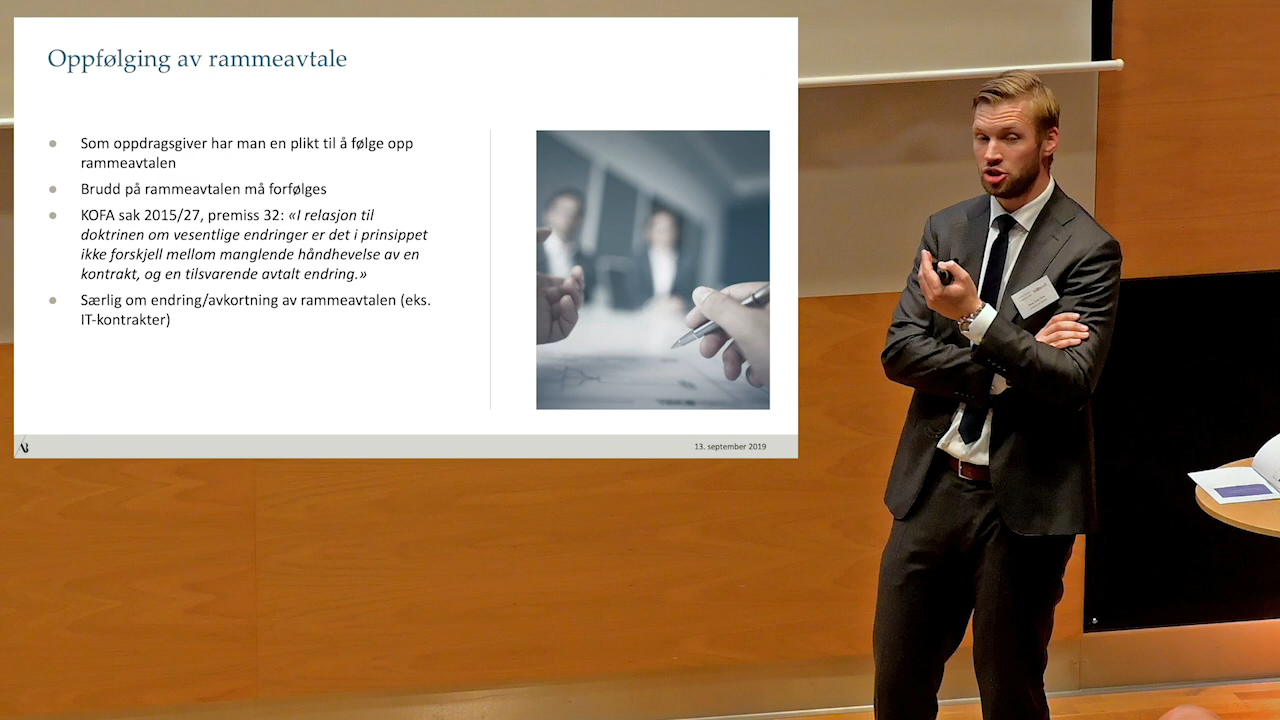 Oppfølging av rammeavtale
Som oppdragsgiver har man en plikt til å følge opp
rammeavtalen
Brudd på rammeavtalen må forfølges
KOFA sak 2015/27, premiss 32: «I relasjon til
doktrinen om vesentlige endringer er det i prinsippet
ikke forskjell mellom manglende håndhevelse av en
kontrakt, og en tilsvarende avtalt endring.»
Særlig om endring/avkortning av rammeavtalen (eks.
IT-kontrakter)
13. september 2019